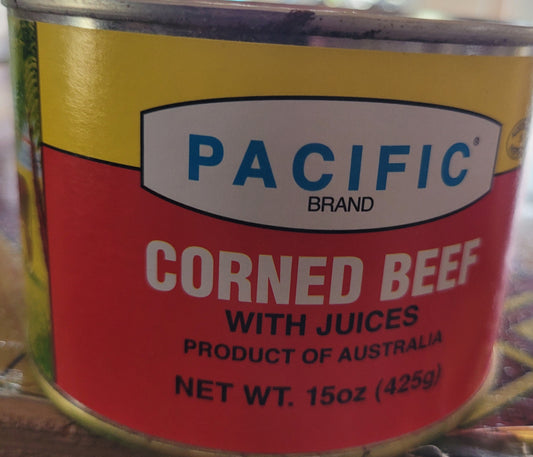 PACIFIC®
BRAND
CORNED BEEF
WITH JUICES
PRODUCT OF AUSTRALIA
NET WT. 15oz (425g)